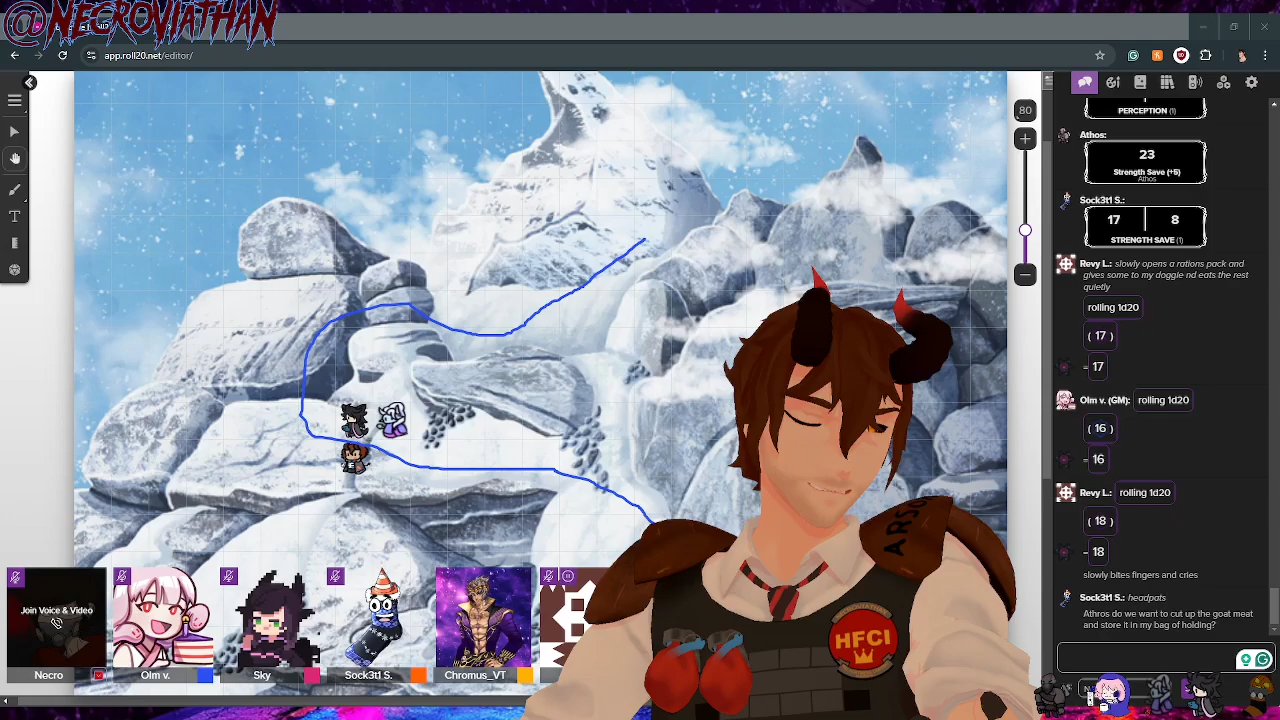 @NECROVIATHAN
app.roll20.net/editor/
80
PERCEPTION (1)
Athos:
23
Strength Save (+5)
Athos
Sock3t1 S.:
17 8
STRENGTH SAVE (1)
Revy L.: slowly opens a rations pack and
gives some to my doggle nd eats the rest
quietly
rolling 1d20
( 17 )
= 17
Olm v. (GM): rolling 1d20
( 16 )
= 16
Revy L.: rolling 1d20
( 18 )
= 18
slowly bites fingers and cries
Sock3t1 S.: headpats
Athros do we want to cut up the goat meat
and store it in my bag of holding?
Join Voice & Video
Necro
Olm v.
Sky
Sock3t1 S.
Chromus_VT
HFCI